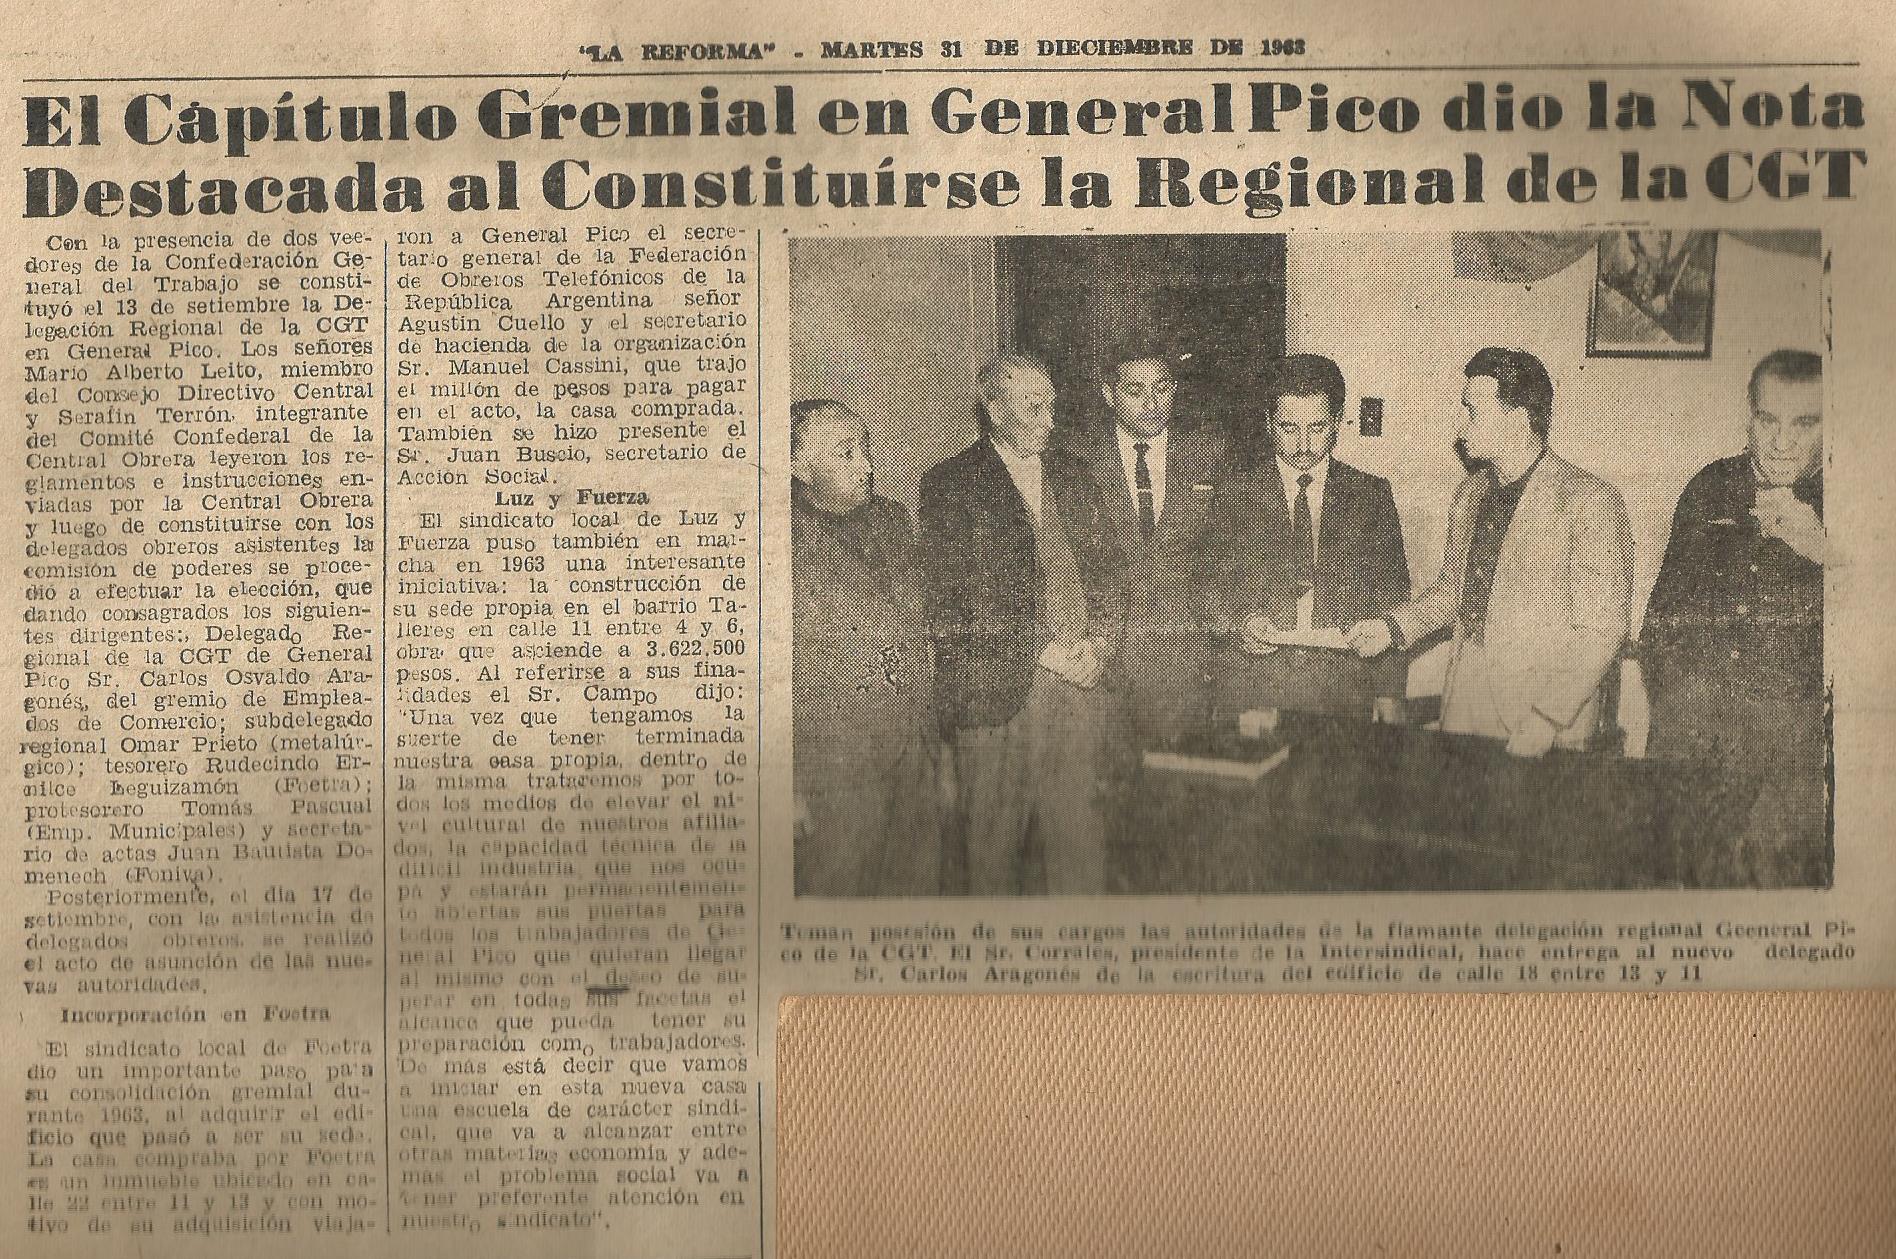 "LA REFORMA" - MARTES 31 DE DIECIEMBRE DE 1963
El Capítulo Gremial en General Pico dio la Nota
Destacada al Constituírse la Regional de la CGT
Con la presencia de dos vee-
dores de la Confederación Ge-
neral del Trabajo se consti-
tuyó el 13 de setiembre la De-
legación Regional de la CGT
en General Pico. Los señores
Mario Alberto Leito, miembro
del Consejo Directivo Central
y Serafín Terrón, integrante
del Comité Confederal de la
Central Obrera leyeron los re-
glamentos e instrucciones en-
viadas por la Central Obrera
y luego de constituirse con los
delegados obreros asistentes la
comisión de poderes se proce-
dió a efectuar la elección, que
dando consagrados los siguien-
tes dirigentes:, Delegado Re-
gional de la CGT de General
Pico Sr. Carlos Osvaldo Ara-
gonés, del gremio de Emplea-
dos de Comercio; subdelegado
regional Omar Prieto (metalúr-
gico); tesorero Rudecindo Er-
nilce Leguizamón (Foetra);
protesorero Tomás Pascual
(Emp. Municipales) y secreta-
rio de actas Juan Bautista Do-
menech (Foniva).
Posteriormente, el día 17 de
setiembre, con la asistencia de
delegados obreros, se realizó
el acto de asunción de las nue-
vas autoridades.
Incorporación en Foetra
El sindicato local de Foetra
dio un importante paso para
su consolidación gremial du-
rante 1963, al adquirir el edi-
ficio que pasó a ser su sede.
La casa compraba por Foetra
es un inmueble ubicado en ca-
lle 22 entre 11 y 13 y con mo-
tivo de su adquisición viaja-
ron a General Pico el secre-
tario general de la Federación
de Obreros Telefónicos de la
República Argentina señor
Agustín Cuello y el secretario
de hacienda de la organización
Sr. Manuel Cassini, que trajo
el millón de pesos para pagar
en el acto, la casa comprada.
También se hizo presente el
Sr. Juan Buscio, secretario de
Acción Social.
Luz y Fuerza
El sindicato local de Luz y
Fuerza puso también en mar-
cha en 1963 una interesante
iniciativa: la construcción de
su sede propia en el barrio Ta-
lleres en calle 11 entre 4 y 6,
obra que asciende a 3.622.500
pesos. Al referirse a sus fina-
lidades el Sr. Campo dijo:
"Una vez que tengamos la
suerte de tener terminada
nuestra casa propia, dentro de
la misma trataremos por to-
dos los medios de elevar el ni-
vel cultural de nuestros afilia-
dos, la capacidad técnica de la
difícil industria que nos ocu-
pa y estarán permanentemen-
te abiertas sus puertas para
todos los trabajadores de Ge-
neral Pico que quieran llegar
al mismo con el deseo de su-
perar en todas sus facetas el
alcance que pueda tener su
preparación como trabajadores.
De más está decir que vamos
a iniciar en esta nueva casa
una escuela de carácter sindi-
cal, que va a alcanzar entre
otras materias economía y ade-
más el problema social va a
tener preferente atención en
nuestro sindicato".
Toman posesión de sus cargos las autoridades de la flamante delegación regional Geeneral Pi-
co de la CGT. El Sr. Corrales, presidente de la Intersindical, hace entrega al nuevo delegado
Sr. Carlos Aragonés de la escritura del edificio de calle 18 entre 13 y 11